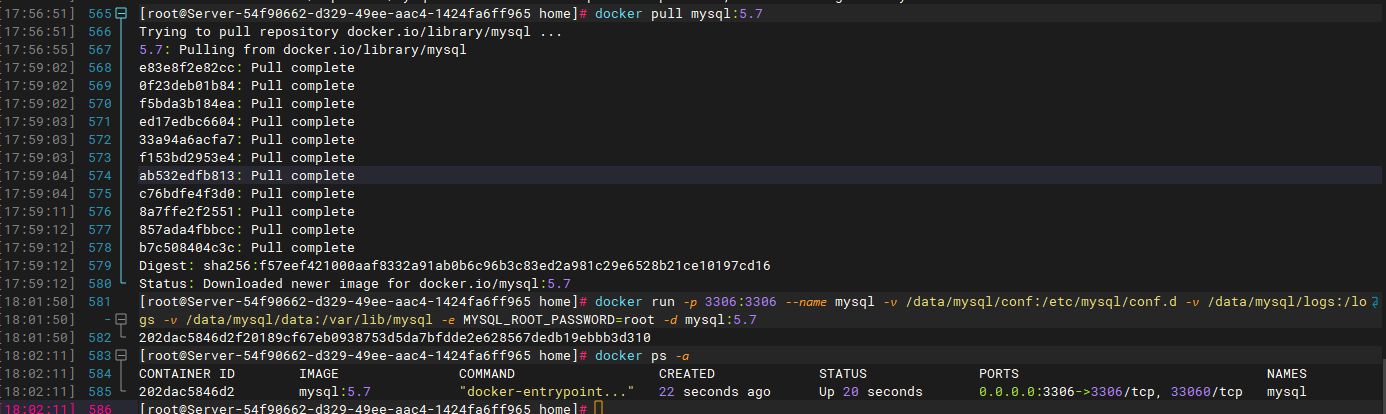 [17:56:51] 565 [root@Server-54f90662-d329-49ee-aac4-1424fa6ff965 home]# docker pull mysql:5.7
[17:56:51] 566 Trying to pull repository docker.io/library/mysql ...
[17:56:55] 567 5.7: Pulling from docker.io/library/mysql
[17:59:02] 568 e83e8f2e82cc: Pull complete
[17:59:02] 569 0f23deb01b84: Pull complete
[17:59:02] 570 f5bda3b184ea: Pull complete
[17:59:03] 571 ed17edbc6604: Pull complete
[17:59:03] 572 33a94a6acfa7: Pull complete
[17:59:03] 573 f153bd2953e4: Pull complete
[17:59:04] 574 ab532edfb813: Pull complete
[17:59:04] 575 c76bdfe4f3d0: Pull complete
[17:59:11] 576 8a7ffe2f2551: Pull complete
[17:59:12] 577 857ada4fbbcc: Pull complete
[17:59:12] 578 b7c508404c3c: Pull complete
[17:59:12] 579 Digest: sha256:f57eef421000aaf8332a91ab0b6c96b3c83ed2a981c29e6528b21ce10197cd16
[17:59:12] 580 Status: Downloaded newer image for docker.io/mysql:5.7
[18:01:50] 581 [root@Server-54f90662-d329-49ee-aac4-1424fa6ff965 home]# docker run -p 3306:3306 --name mysql -v /data/mysql/conf:/etc/mysql/conf.d -v /data/mysql/logs:/lo
[18:01:50] - gs -v /data/mysql/data:/var/lib/mysql -e MYSQL_ROOT_PASSWORD=root -d mysql:5.7
[18:01:50] 582 202dac5846d2f20189cf67eb0938753d5da7bfdde2e628567dedb19ebbb3d310
[18:02:11] 583 [root@Server-54f90662-d329-49ee-aac4-1424fa6ff965 home]# docker ps -a
[18:02:11] 584 CONTAINER ID IMAGE COMMAND CREATED STATUS PORTS NAMES
[18:02:11] 585 202dac5846d2 mysql:5.7 "docker-entrypoint..." 22 seconds ago Up 20 seconds 0.0.0.0:3306->3306/tcp, 33060/tcp mysql
[18:02:11] 586 [root@Server-54f90662-d329-49ee-aac4-1424fa6ff965 home]#